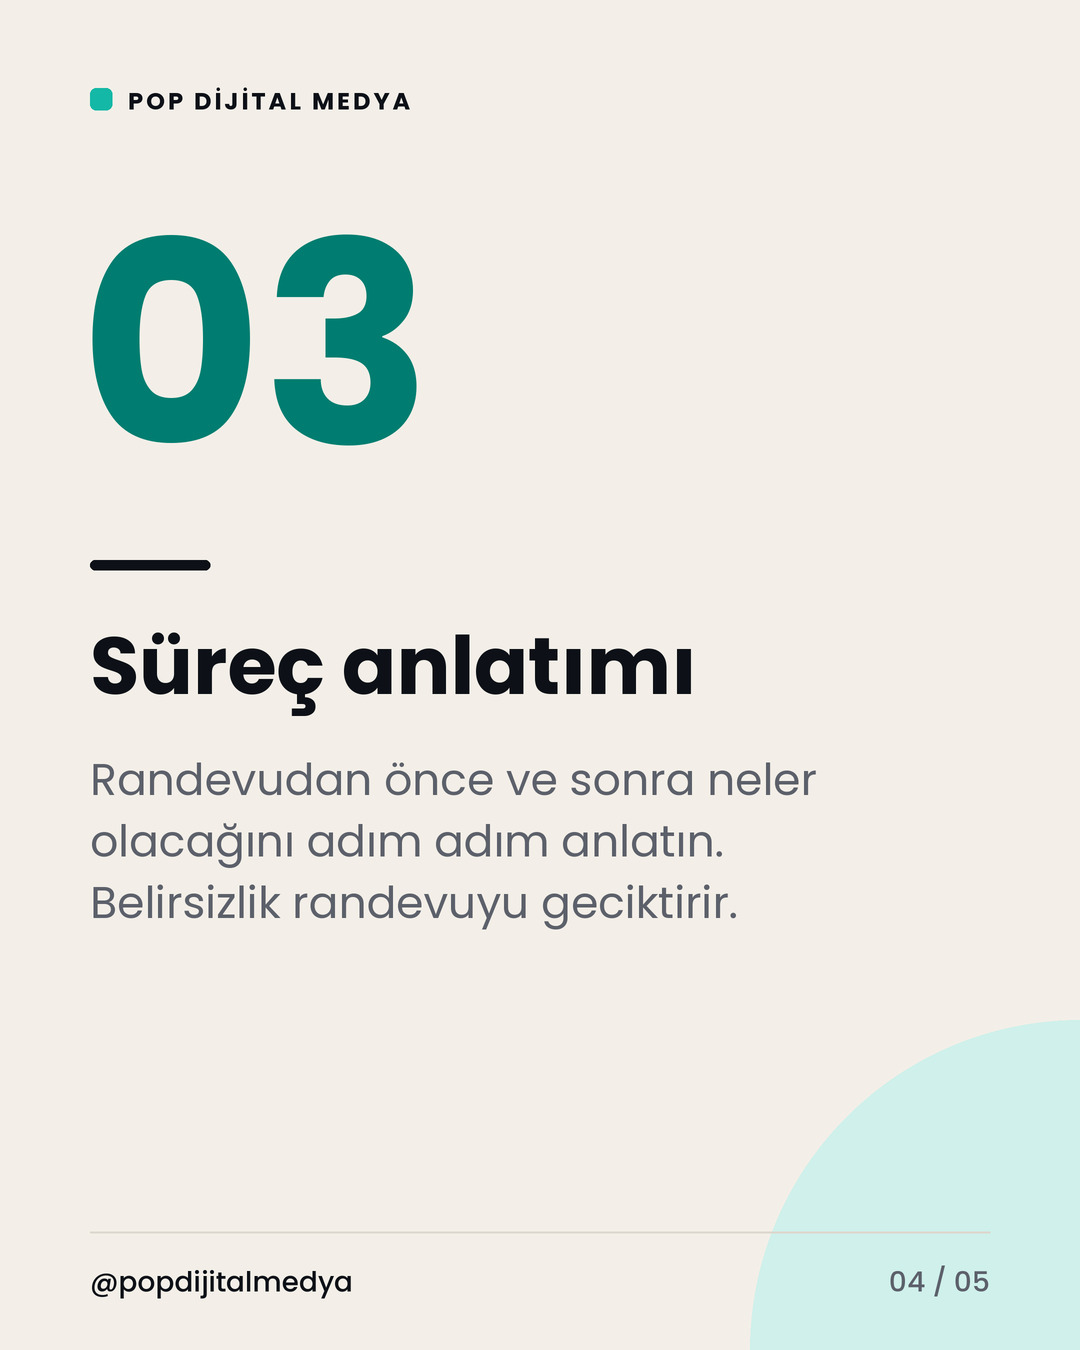 POP DİJİTAL MEDYA
03
Süreç anlatımı
Randevudan önce ve sonra neler
olacağını adım adım anlatın.
Belirsizlik randevuyu geciktirir.
@popdijitalmedya
04 / 05